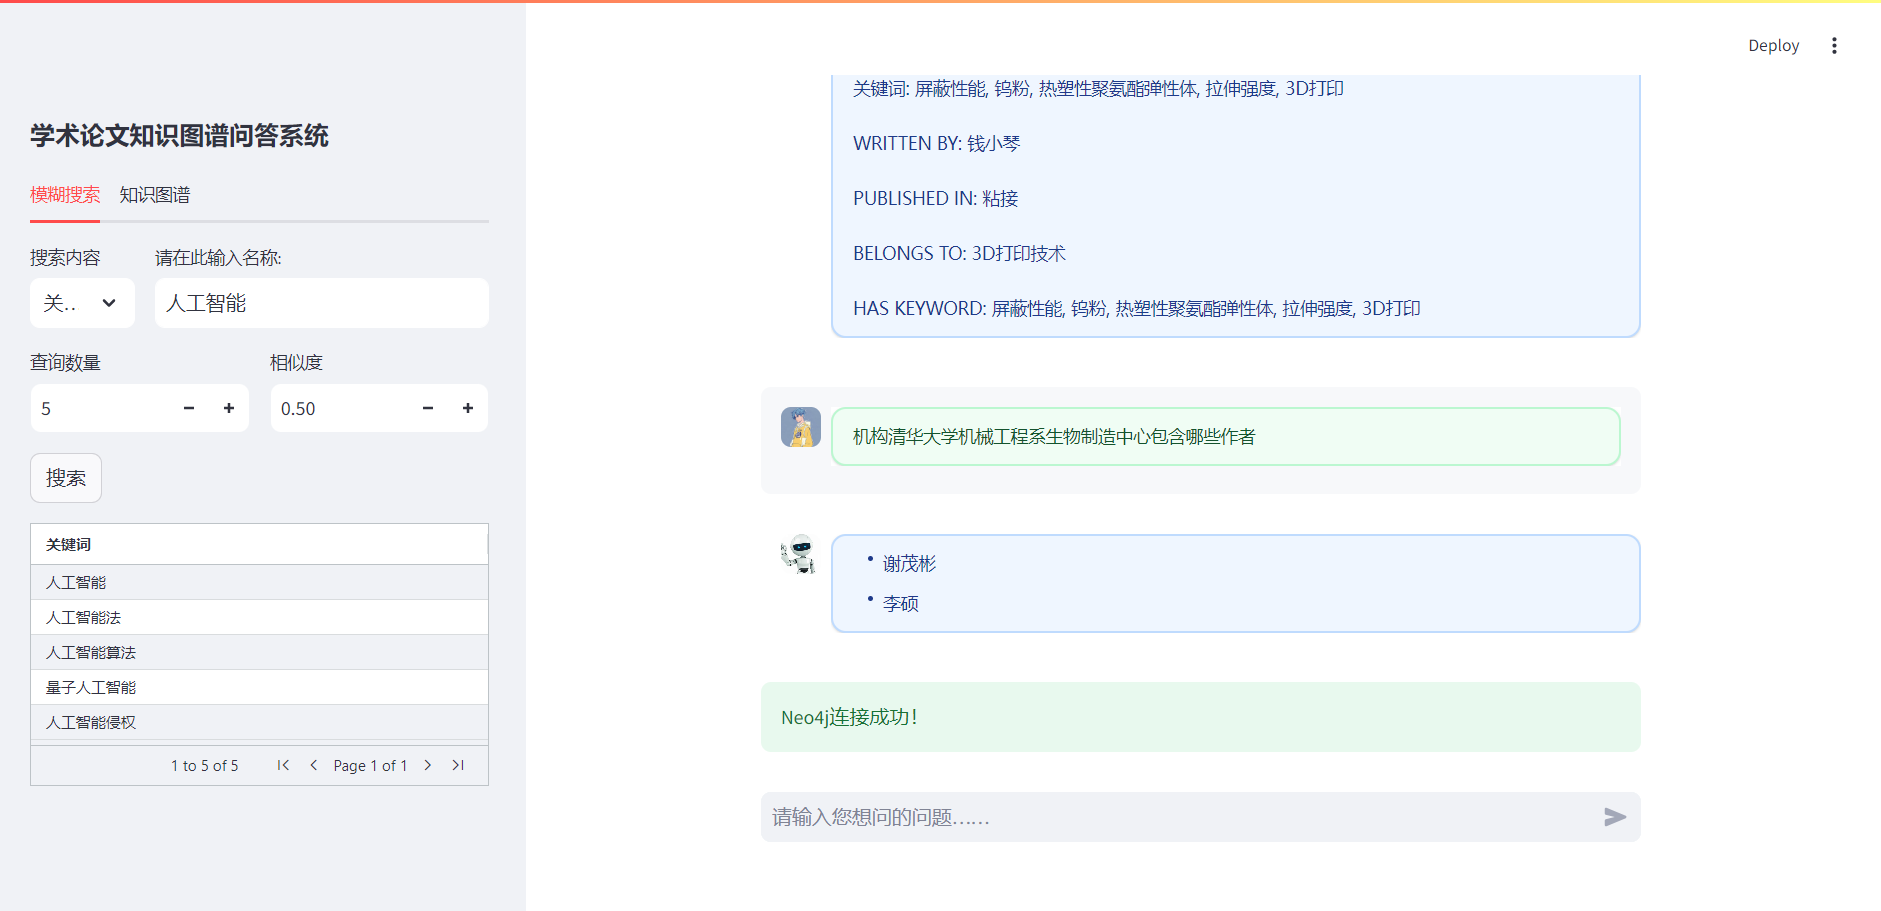 学术论文知识图谱问答系统
模糊搜索 知识图谱
搜索内容 请在此输入名称:
关.. 人工智能
查询数量 相似度
5 0.50
搜索
关键词
人工智能
人工智能法
人工智能算法
量子人工智能
人工智能侵权
1 to 5 of 5 Page 1 of 1
Deploy
关键词: 屏蔽性能, 钨粉, 热塑性聚氨酯弹性体, 拉伸强度, 3D打印
WRITTEN BY: 钱小琴
PUBLISHED IN: 粘接
BELONGS TO: 3D打印技术
HAS KEYWORD: 屏蔽性能, 钨粉, 热塑性聚氨酯弹性体, 拉伸强度, 3D打印
机构清华大学机械工程系生物制造中心包含哪些作者
• 谢茂彬
• 李硕
Neo4j连接成功！
请输入您想问的问题……